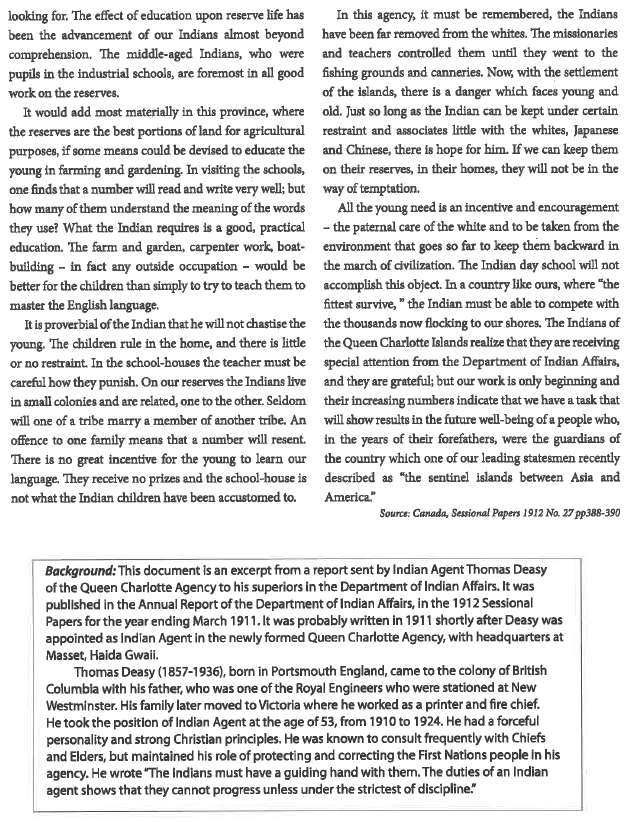 looking for. The effect of education upon reserve life has
been the advancement of our Indians almost beyond
comprehension. The middle-aged Indians, who were
pupils in the industrial schools, are foremost in all good
work on the reserves.
It would add most materially in this province, where
the reserves are the best portions of land for agricultural
purposes, if some means could be devised to educate the
young in farming and gardening. In visiting the schools,
one finds that a number will read and write very well; but
how many of them understand the meaning of the words
they use? What the Indian requires is a good, practical
education. The farm and garden, carpenter work, boat-
building – in fact any outside occupation – would be
better for the children than simply to try to teach them to
master the English language.
It is proverbial of the Indian that he will not chastise the
young. The children rule in the home, and there is little
or no restraint. In the school-houses the teacher must be
careful how they punish. On our reserves the Indians live
in small colonies and are related, one to the other. Seldom
will one of a tribe marry a member of another tribe. An
offence to one family means that a number will resent.
There is no great incentive for the young to learn our
language. They receive no prizes and the school-house is
not what the Indian children have been accustomed to.
In this agency, it must be remembered, the Indians
have been far removed from the whites. The missionaries
and teachers controlled them until they went to the
fishing grounds and canneries. Now, with the settlement
of the islands, there is a danger which faces young and
old. Just so long as the Indian can be kept under certain
restraint and associates little with the whites, Japanese
and Chinese, there is hope for him. If we can keep them
on their reserves, in their homes, they will not be in the
way of temptation.
All the young need is an incentive and encouragement
– the paternal care of the white and to be taken from the
environment that goes so far to keep them backward in
the march of civilization. The Indian day school will not
accomplish this object. In a country like ours, where "the
fittest survive, " the Indian must be able to compete with
the thousands now flocking to our shores. The Indians of
the Queen Charlotte Islands realize that they are receiving
special attention from the Department of Indian Affairs,
and they are grateful; but our work is only beginning and
their increasing numbers indicate that we have a task that
will show results in the future well-being of a people who,
in the years of their forefathers, were the guardians of
the country which one of our leading statesmen recently
described as "the sentinel islands between Asia and
America."
Source: Canada, Sessional Papers 1912 No. 27 pp388-390
Background: This document is an excerpt from a report sent by Indian Agent Thomas Deasy
of the Queen Charlotte Agency to his superiors in the Department of Indian Affairs. It was
published in the Annual Report of the Department of Indian Affairs, in the 1912 Sessional
Papers for the year ending March 1911. It was probably written in 1911 shortly after Deasy was
appointed as Indian Agent in the newly formed Queen Charlotte Agency, with headquarters at
Masset, Haida Gwaii.
Thomas Deasy (1857-1936), born in Portsmouth England, came to the colony of British
Columbia with his father, who was one of the Royal Engineers who were stationed at New
Westminster. His family later moved to Victoria where he worked as a printer and fire chief.
He took the position of Indian Agent at the age of 53, from 1910 to 1924. He had a forceful
personality and strong Christian principles. He was known to consult frequently with Chiefs
and Elders, but maintained his role of protecting and correcting the First Nations people in his
agency. He wrote "The Indians must have a guiding hand with them. The duties of an Indian
agent shows that they cannot progress unless under the strictest of discipline."